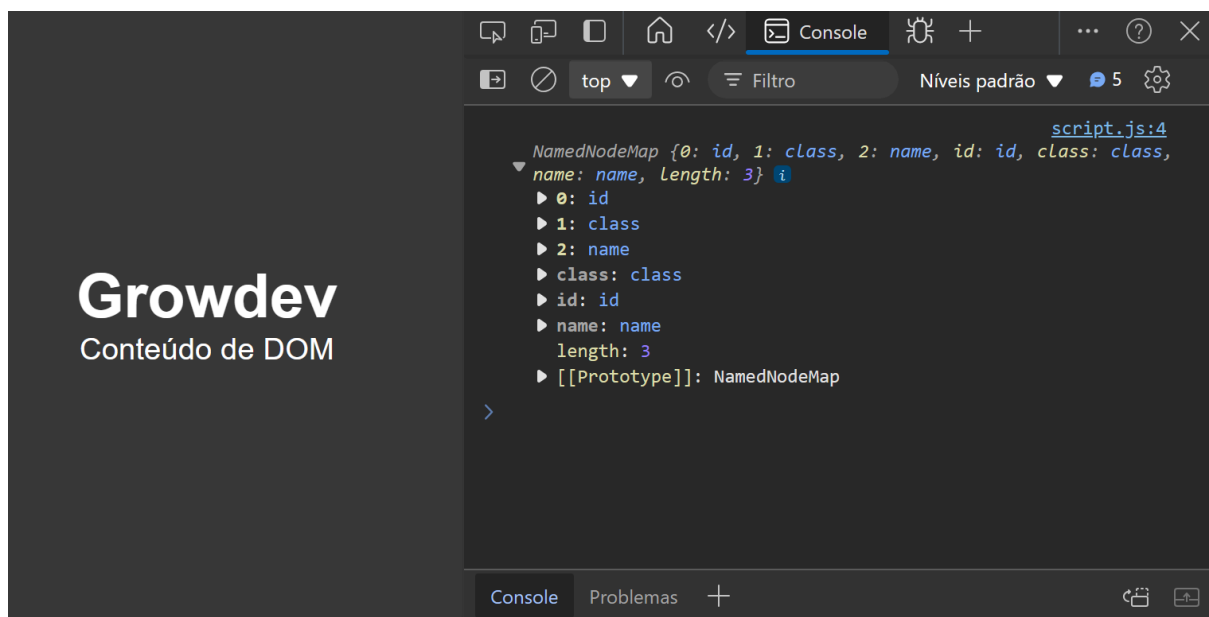 Growdev
Conteúdo de DOM
Console
top
Filtro
Níveis padrão
5
script.js:4
NamedNodeMap {0: id, 1: class, 2: name, id: id, class: class,
name: name, length: 3} i
0: id
1: class
2: name
class: class
id: id
name: name
length: 3
[[Prototype]]: NamedNodeMap
Console Problemas